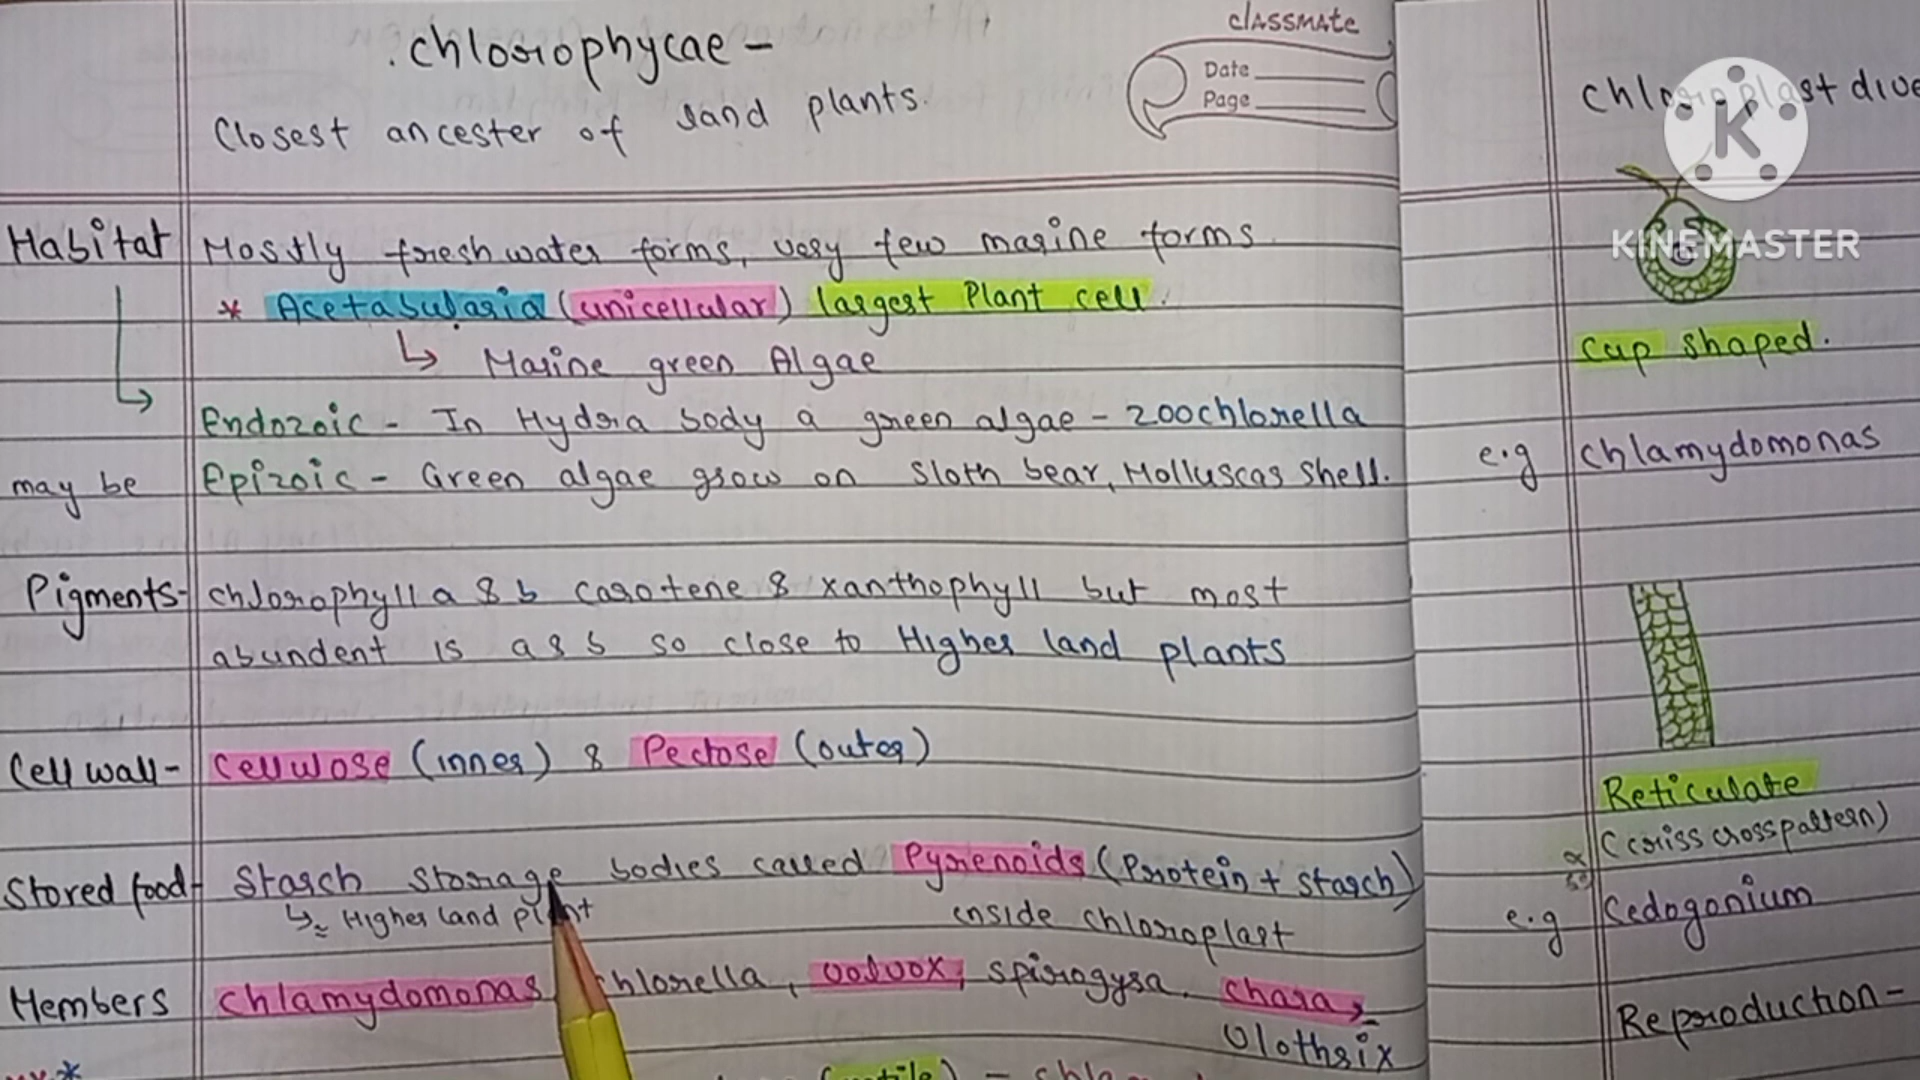 chlorophycae -
Closest ancester of land plants.
classmate
Date
Page
Habitat Mostly fresh water forms, very few marine forms
* Acetabularia (unicellular) largest Plant cell.
↳ Marine green Algae
Endozoic - In Hydra body a green algae - zoochlorella
may be Epizoic - Green algae grow on Sloth bear, Molluscas shell.
Pigments- chlorophyll a & b carotene & xanthophyll but most
abundent is a & b so close to Higher land plants
Cell wall- Cellulose (inner) & Pectose (outer)
Stored food- Starch storage bodies called Pyrenoids (Protein + starch)
↳ ≈ Higher land plant inside chloroplast
Members chlamydomonas chlorella, volvox, spirogyra, chara,
Ulothrix
KINEMASTER
cup shaped.
e.g chlamydomonas
Reticulate
(criss cross pattern)
e.g Oedogonium
Reproduction-